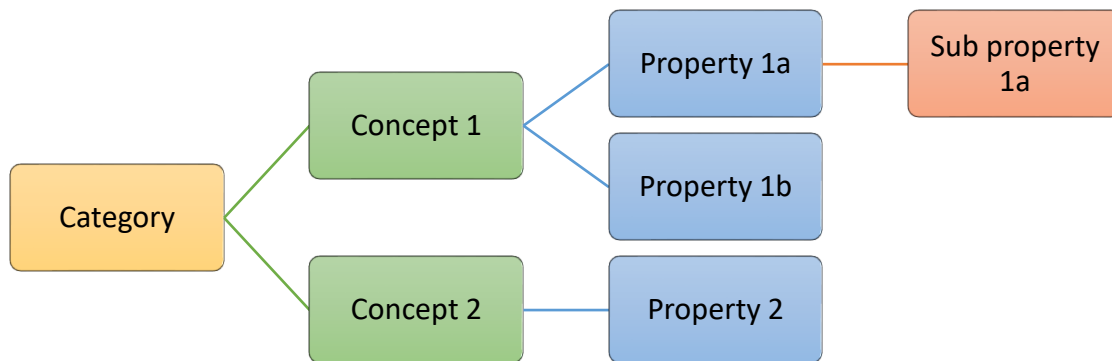 Property 1a
Sub property
1a
Concept 1
Property 1b
Category
Concept 2
Property 2